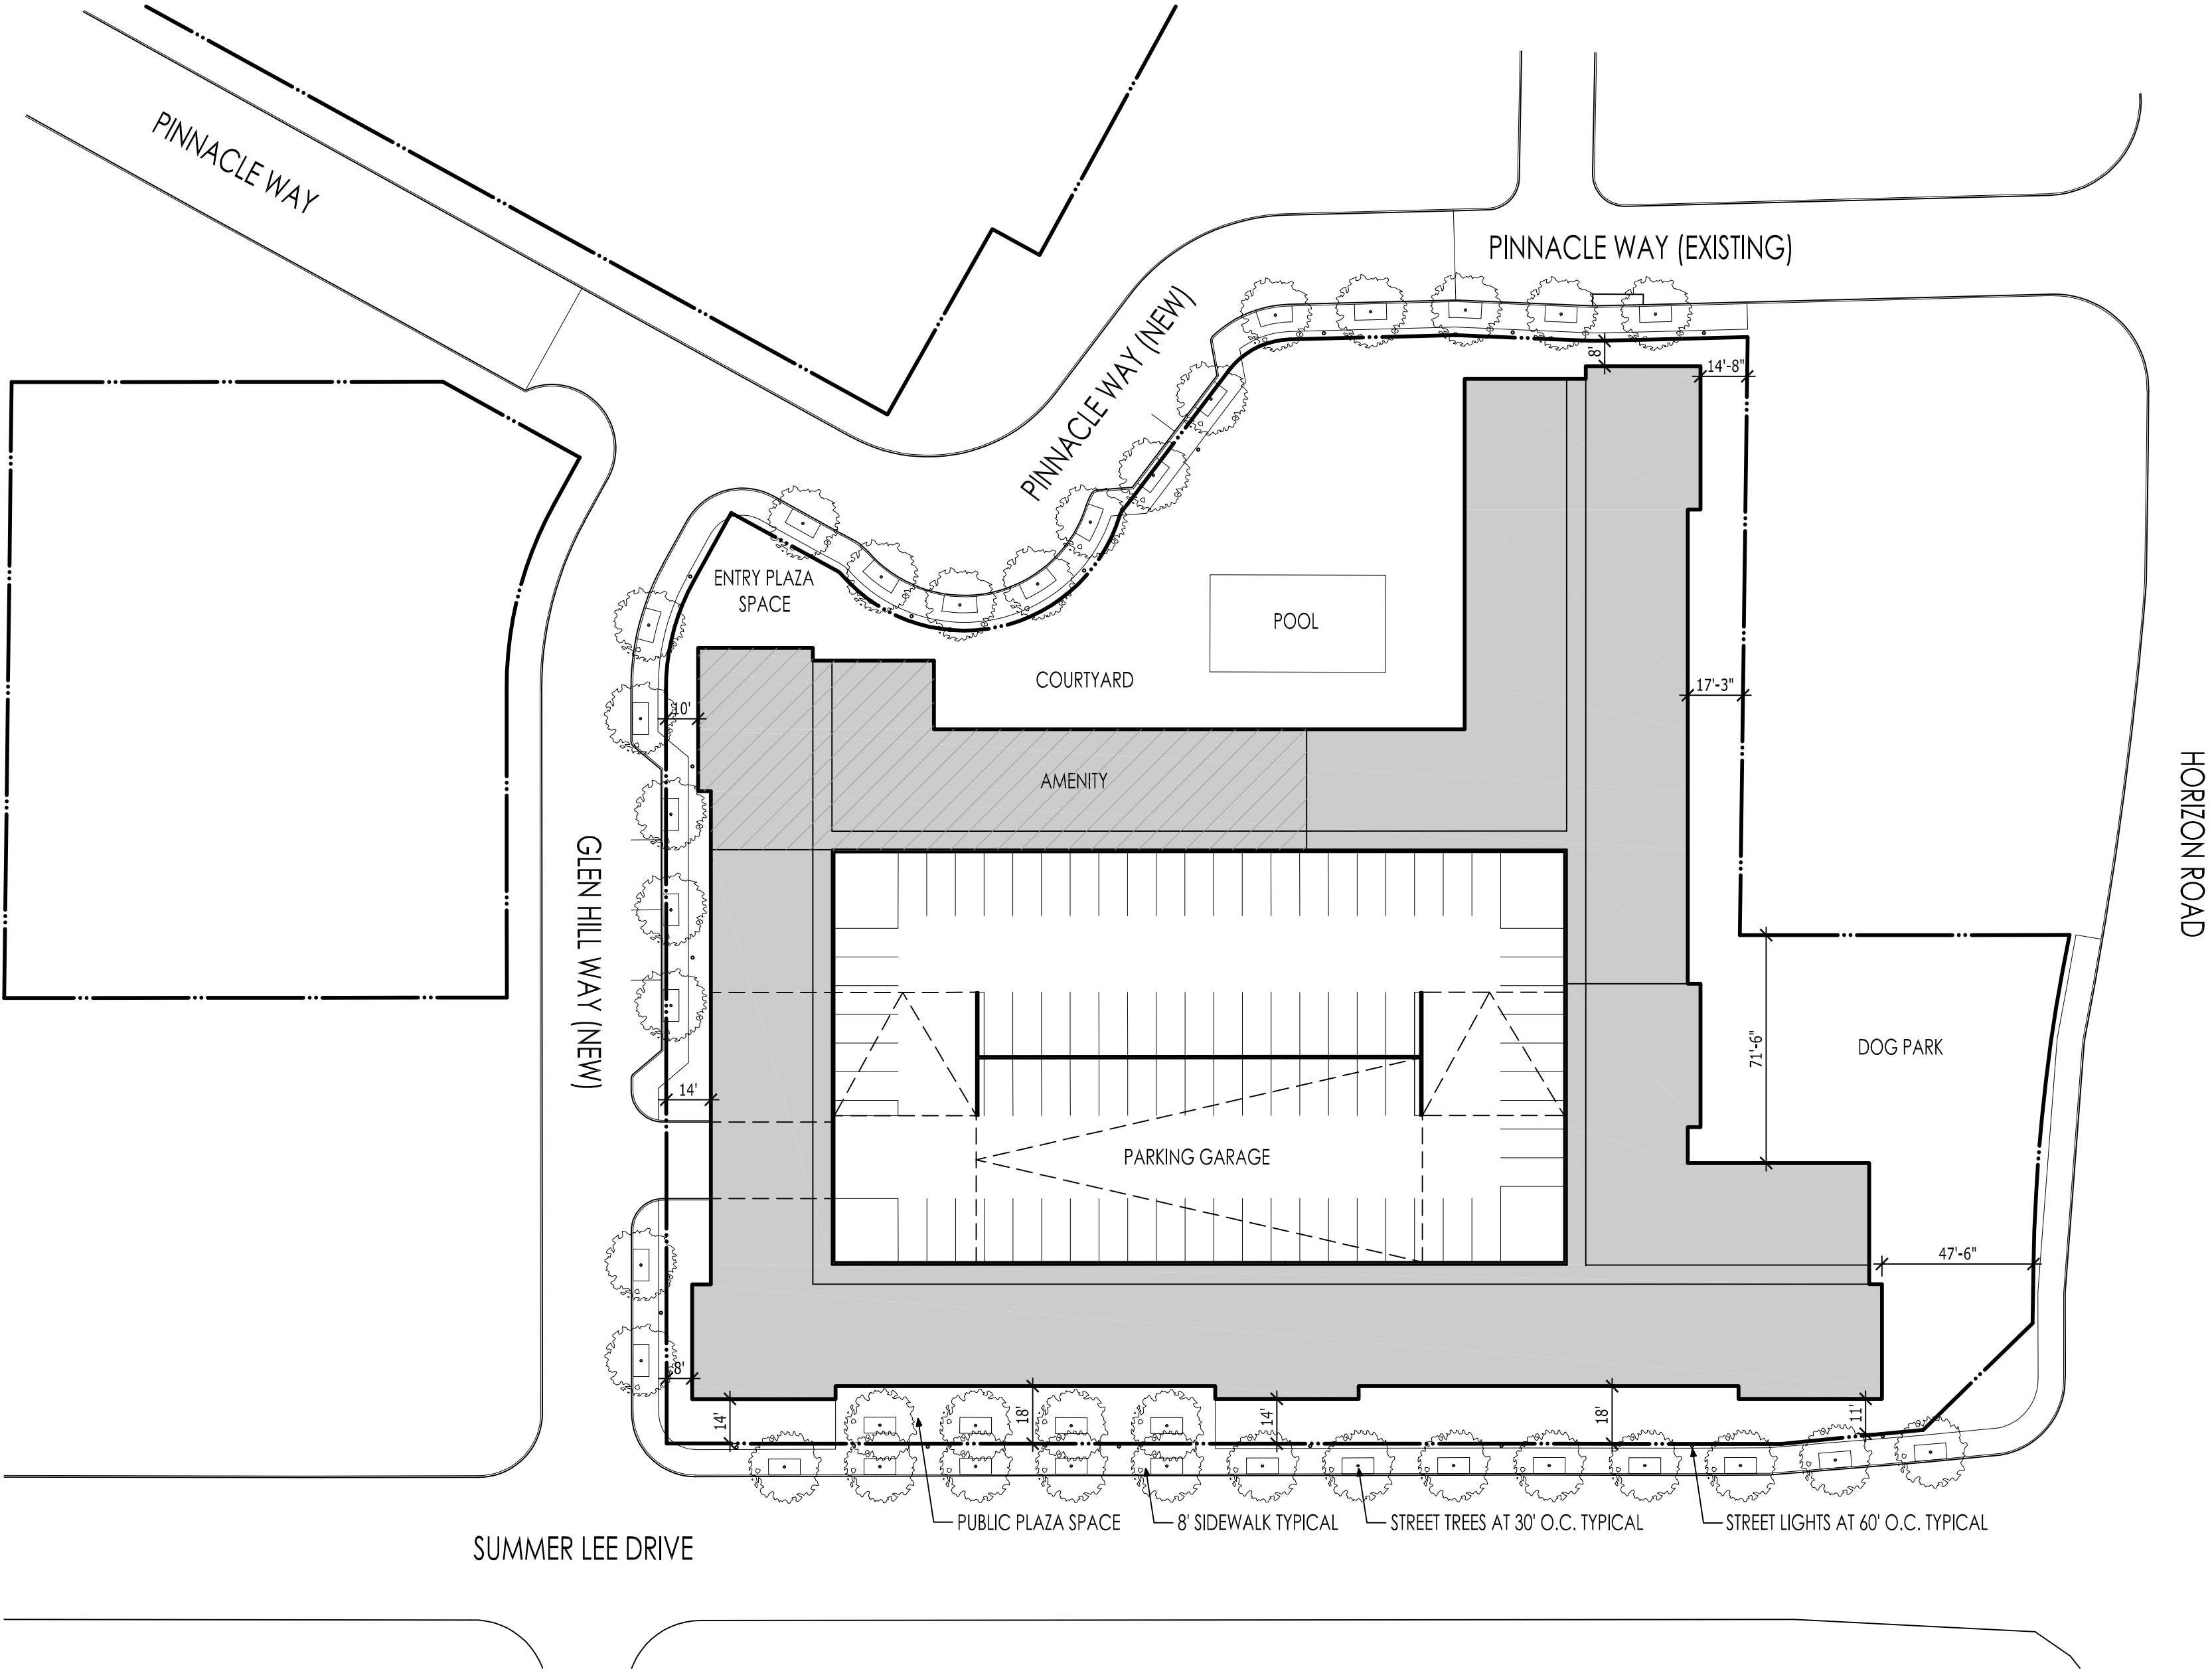 PINNACLE WAY
PINNACLE WAY (EXISTING)
PINNACLE WAY (NEW)
8'
14'-8"
ENTRY PLAZA
SPACE
POOL
COURTYARD
17'-3"
10'
AMENITY
HORIZON ROAD
GLEN HILL WAY (NEW)
71'-6"
DOG PARK
14'
PARKING GARAGE
47'-6"
8'
14'
18'
14'
18'
11'
PUBLIC PLAZA SPACE
8' SIDEWALK TYPICAL
STREET TREES AT 30' O.C. TYPICAL
STREET LIGHTS AT 60' O.C. TYPICAL
SUMMER LEE DRIVE